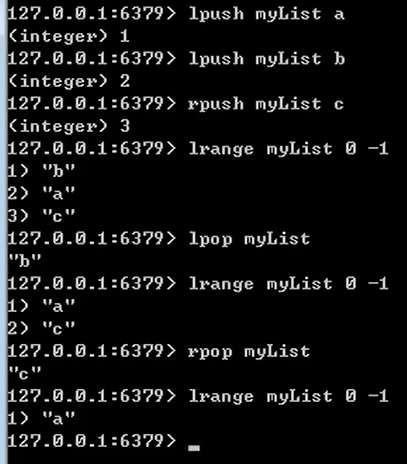 127.0.0.1:6379> lpush myList a
(integer) 1
127.0.0.1:6379> lpush myList b
(integer) 2
127.0.0.1:6379> rpush myList c
(integer) 3
127.0.0.1:6379> lrange myList 0 -1
1) "b"
2) "a"
3) "c"
127.0.0.1:6379> lpop myList
"b"
127.0.0.1:6379> lrange myList 0 -1
1) "a"
2) "c"
127.0.0.1:6379> rpop myList
"c"
127.0.0.1:6379> lrange myList 0 -1
1) "a"
127.0.0.1:6379> _